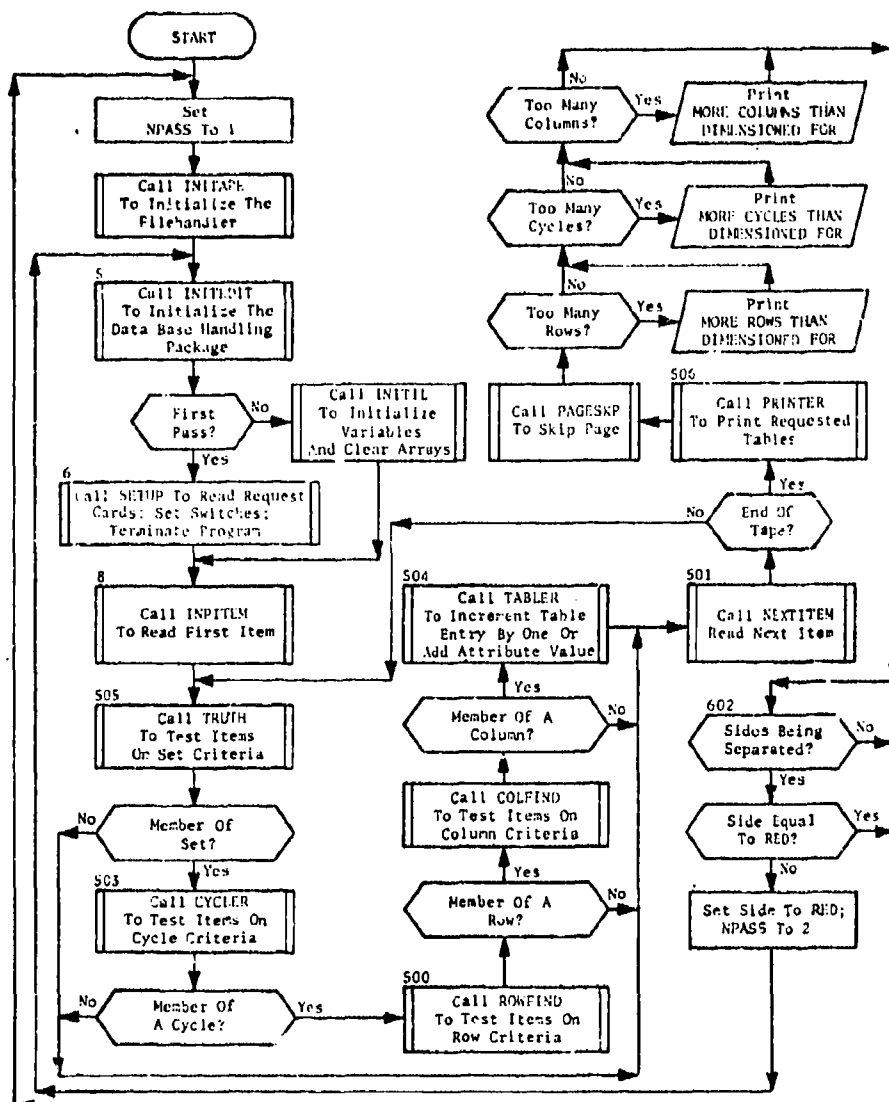 START
Set
NPASS To 1
Call INITAPE
To Initialize The
Filehandler
5
Call INITEDIT
To Initialize The
Data Base Handling
Package
First
Pass?
No
Yes
Call INITIL
To Initialize
Variables
And Clear Arrays
6
Call SETUP To Read Request
Cards; Set Switches;
Terminate Program
8
Call INPITEM
To Read First Item
505
Call TRUTH
To Test Items
On Set Criteria
No
Member Of
Set?
Yes
503
Call CYCLER
To Test Items On
Cycle Criteria
No
Member Of
A Cycle?
Yes
500
Call ROWFIND
To Test Items On
Row Criteria
Member Of A
Row?
No
Yes
Call COLFIND
To Test Items On
Column Criteria
Member Of A
Column?
No
Yes
504
Call TABLER
To Increment Table
Entry By One Or
Add Attribute Value
501
Call NEXTITEM
Read Next Item
End Of
Tape?
No
Yes
506
Call PRINTER
To Print Requested
Tables
Call PAGESKP
To Skip Page
Too Many
Rows?
No
Yes
Print
MORE ROWS THAN
DIMENSIONED FOR
Too Many
Cycles?
No
Yes
Print
MORE CYCLES THAN
DIMENSIONED FOR
Too Many
Columns?
No
Yes
Print
MORE COLUMNS THAN
DIMENSIONED FOR
602
Sides Being
Separated?
No
Yes
Side Equal
To RED?
Yes
No
Set Side To RED;
NPASS To 2